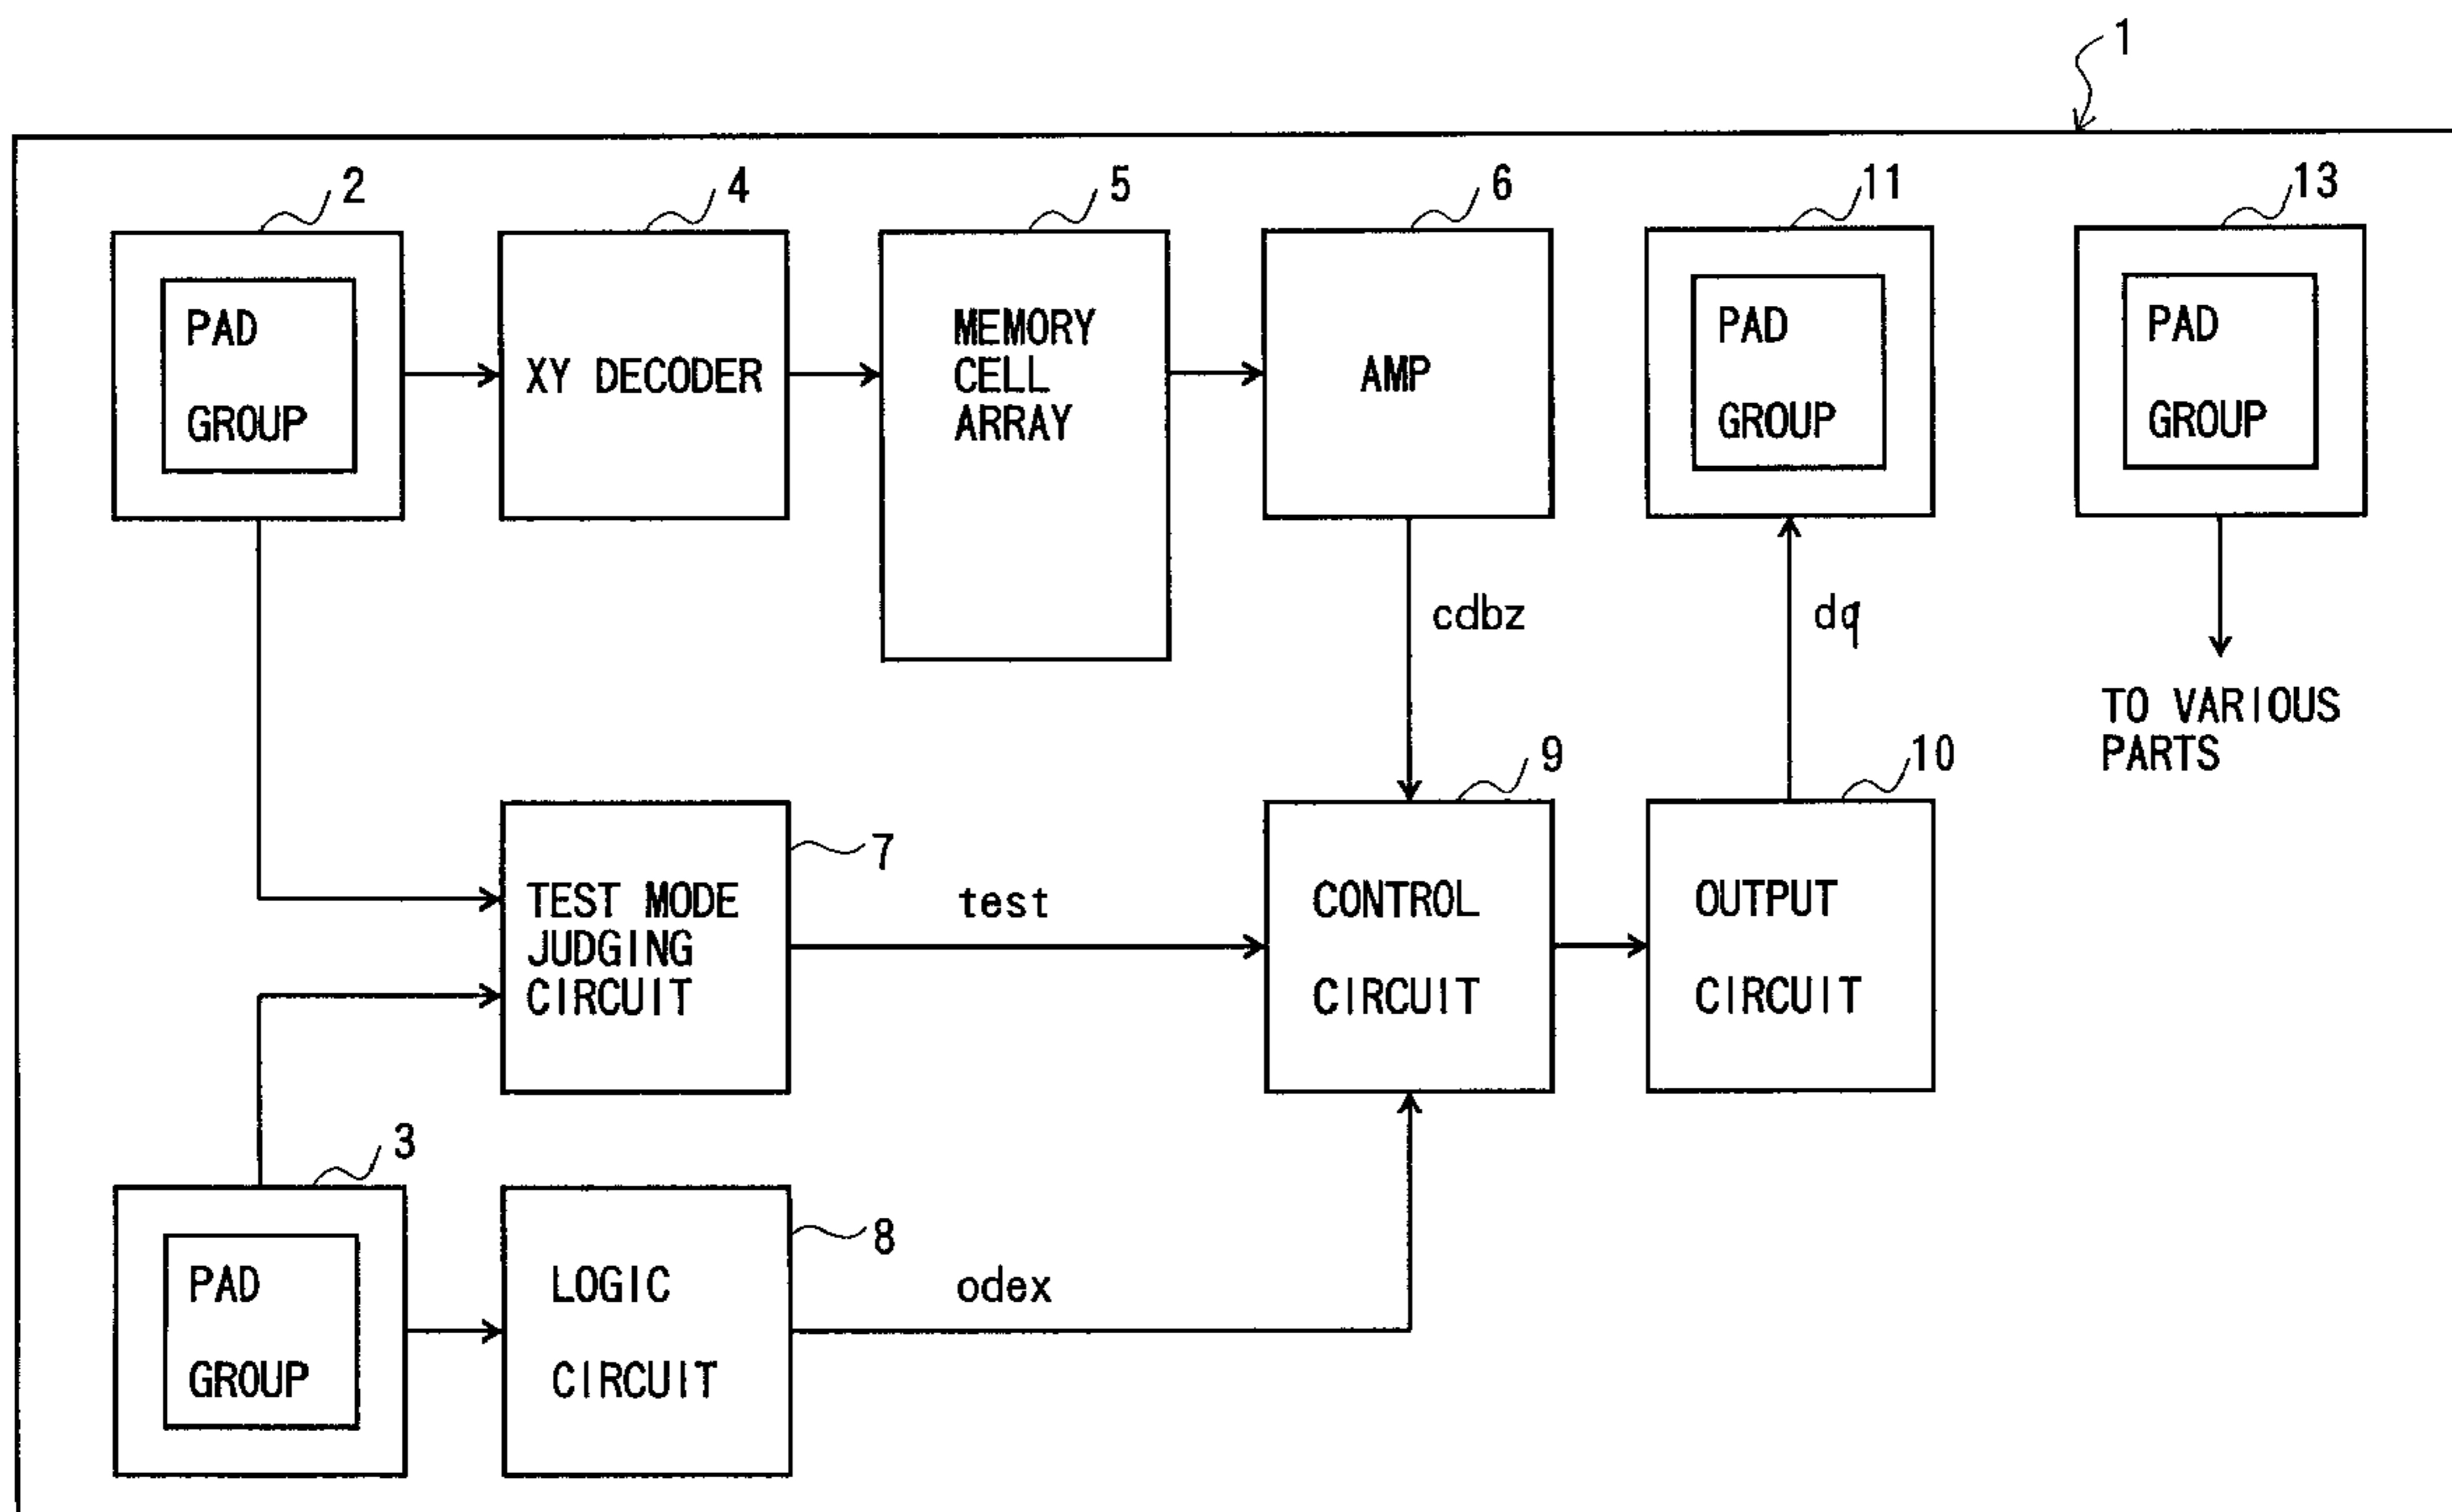 1
2
4
5
6
11
13
PAD
GROUP
XY DECODER
MEMORY
CELL
ARRAY
AMP
PAD
GROUP
PAD
GROUP
cdbz
dq
TO VARIOUS
PARTS
7
9
10
TEST MODE
JUDGING
CIRCUIT
test
CONTROL
CIRCUIT
OUTPUT
CIRCUIT
3
8
PAD
GROUP
LOGIC
CIRCUIT
odex